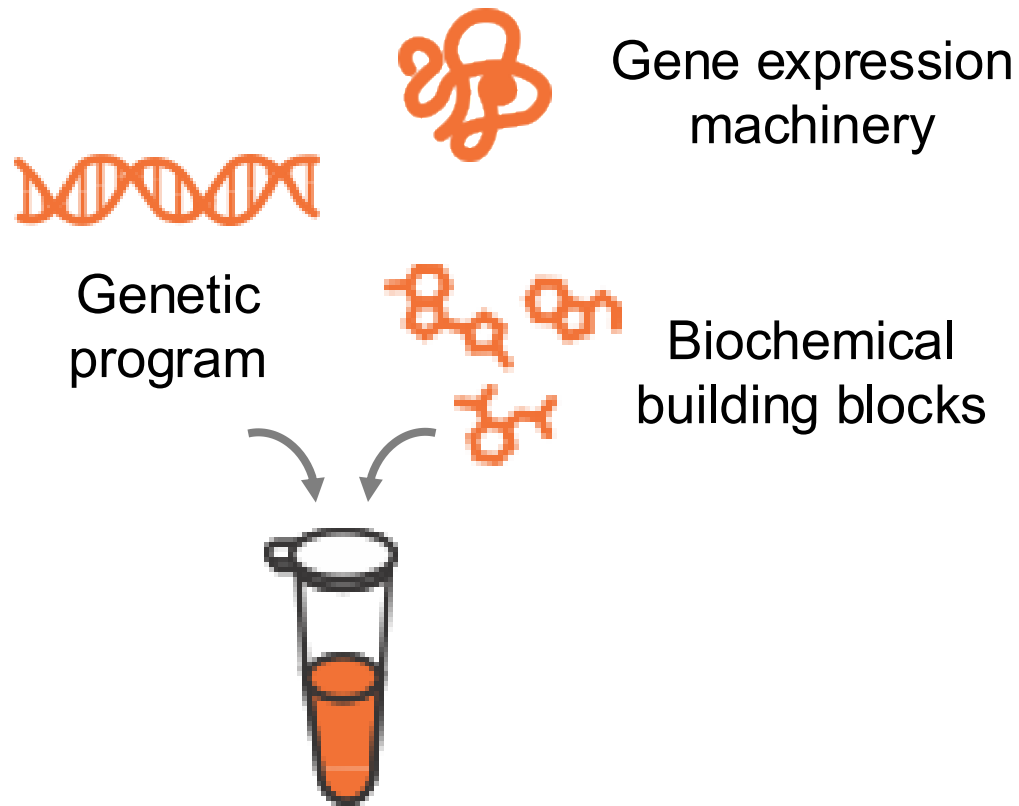 Gene expression
machinery
Genetic
program
Biochemical
building blocks